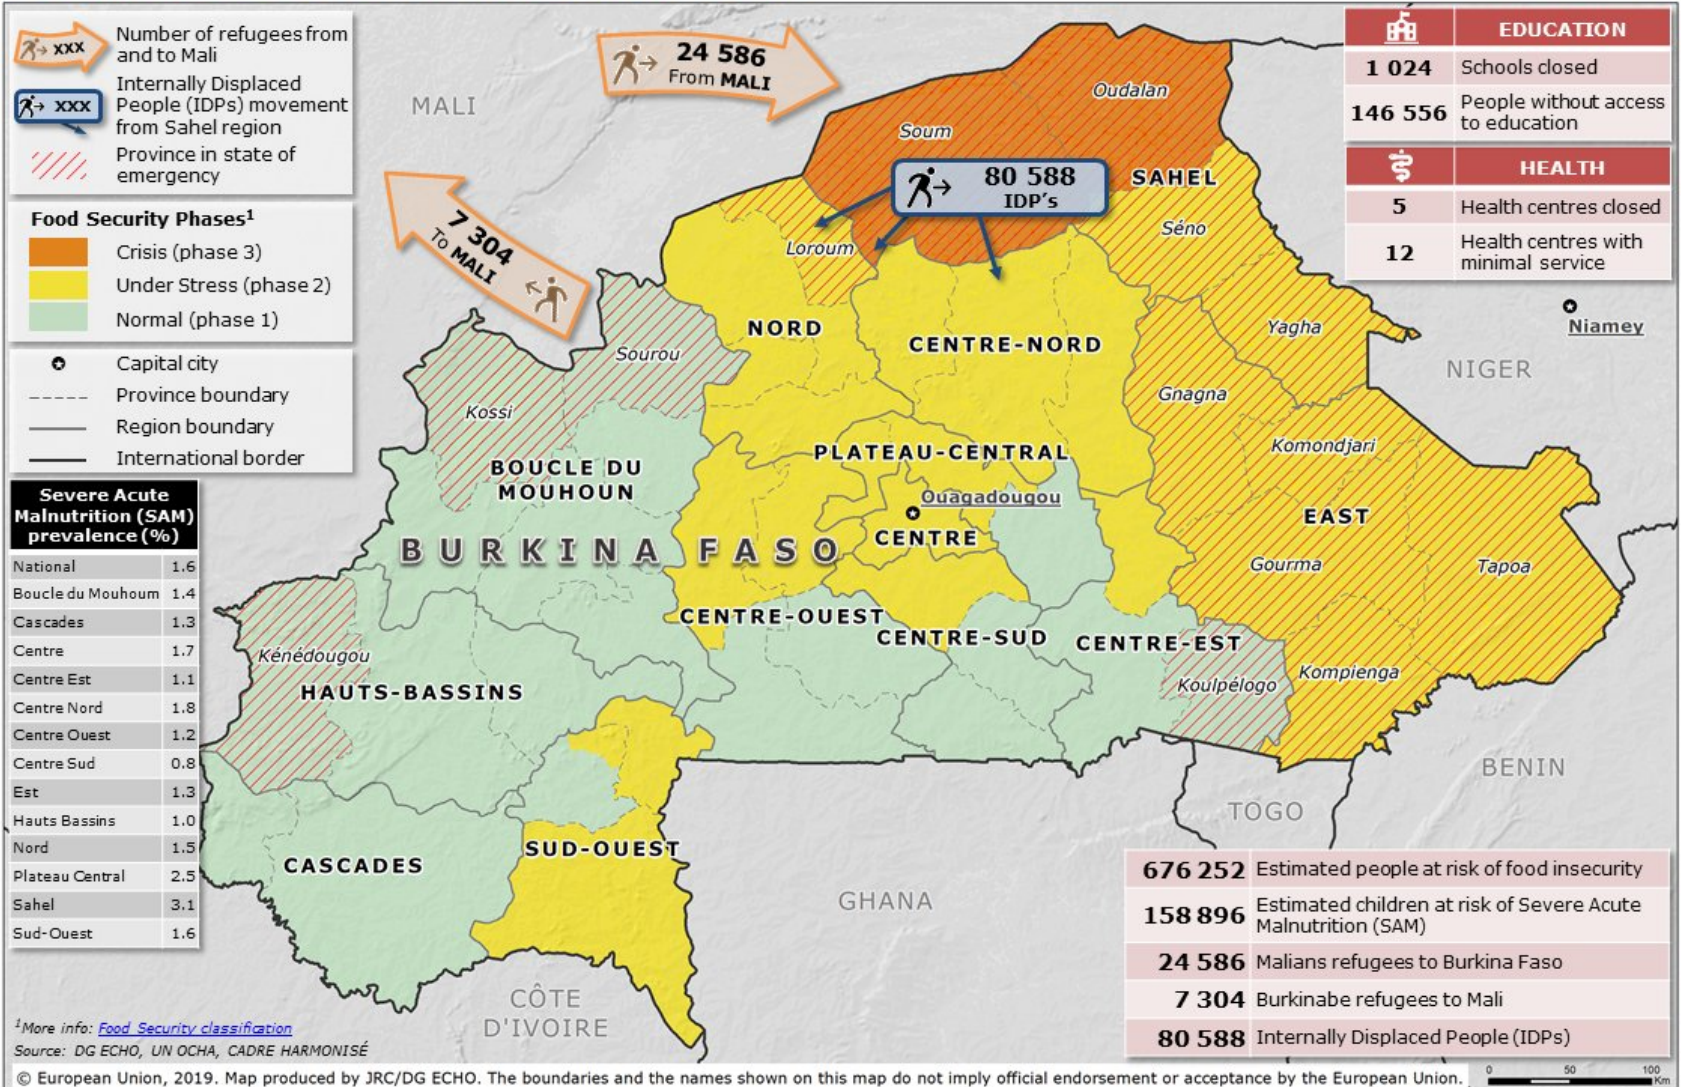 xxx
Number of refugees from
and to Mali
xxx
Internally Displaced
People (IDPs) movement
from Sahel region
Province in state of
emergency
Food Security Phases1
Crisis (phase 3)
Under Stress (phase 2)
Normal (phase 1)
Capital city
Province boundary
Region boundary
International border
Severe Acute
Malnutrition (SAM)
prevalence (%)
National 1.6
Boucle du Mouhoum 1.4
Cascades 1.3
Centre 1.7
Centre Est 1.1
Centre Nord 1.8
Centre Ouest 1.2
Centre Sud 0.8
Est 1.3
Hauts Bassins 1.0
Nord 1.5
Plateau Central 2.5
Sahel 3.1
Sud-Ouest 1.6
24 586
From MALI
7 304
To MALI
80 588
IDP's
MALI
Oudalan
Soum
SAHEL
Séno
Loroum
NORD
CENTRE-NORD
Yagha
Niamey
NIGER
Sourou
Kossi
Gnagna
Komondjari
BOUCLE DU
MOUHOUN
PLATEAU-CENTRAL
Ouagadougou
EAST
BURKINA FASO
CENTRE
Gourma
Tapoa
CENTRE-OUEST
CENTRE-SUD
CENTRE-EST
Kénédougou
HAUTS-BASSINS
Koulpélogo
Kompienga
BENIN
TOGO
SUD-OUEST
CASCADES
GHANA
CÔTE
D'IVOIRE
EDUCATION
1 024 Schools closed
146 556 People without access
to education
HEALTH
5 Health centres closed
12 Health centres with
minimal service
676 252 Estimated people at risk of food insecurity
158 896 Estimated children at risk of Severe Acute
Malnutrition (SAM)
24 586 Malians refugees to Burkina Faso
7 304 Burkinabe refugees to Mali
80 588 Internally Displaced People (IDPs)
1More info: Food Security classification
Source: DG ECHO, UN OCHA, CADRE HARMONISÉ
© European Union, 2019. Map produced by JRC/DG ECHO. The boundaries and the names shown on this map do not imply official endorsement or acceptance by the European Union.
0 50 100
Km